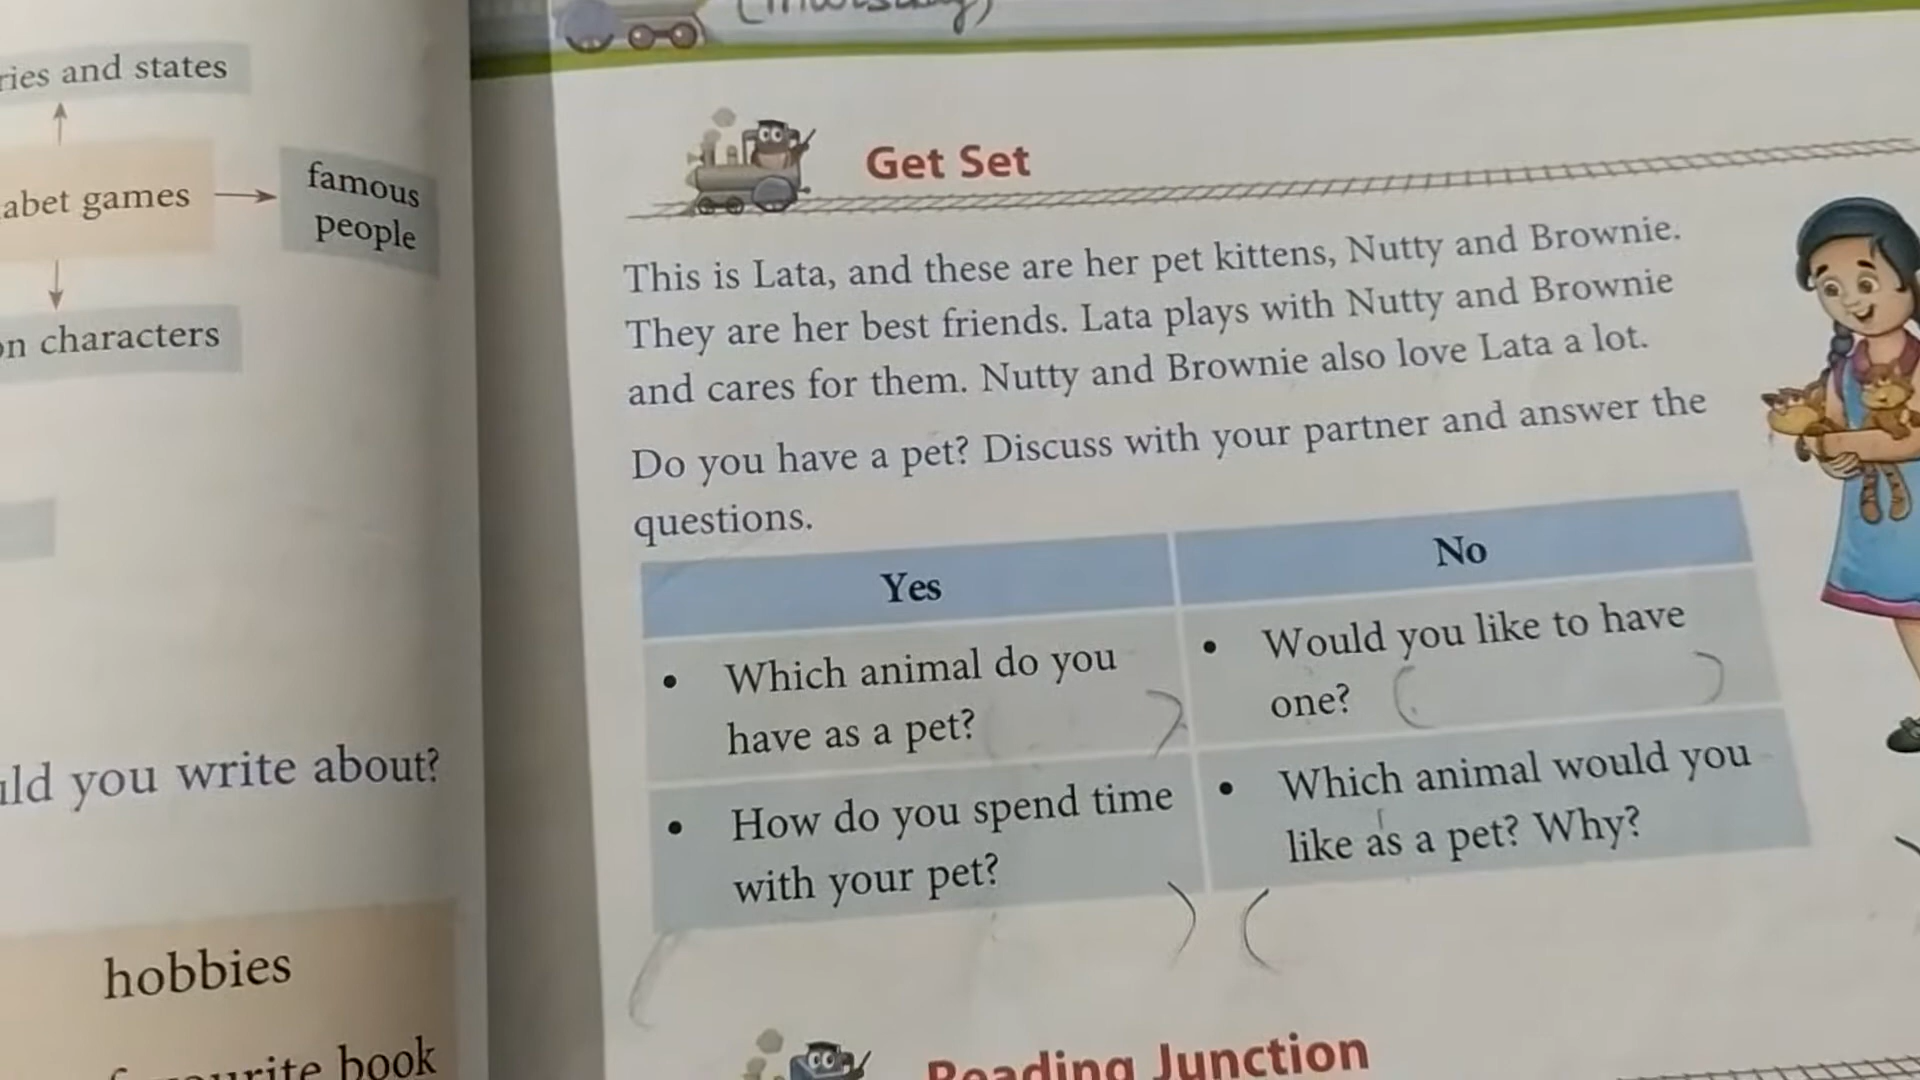 (Thursday)
and states
games
famous
people
characters
you write about?
hobbies
book
Get Set
This is Lata, and these are her pet kittens, Nutty and Brownie.
They are her best friends. Lata plays with Nutty and Brownie
and cares for them. Nutty and Brownie also love Lata a lot.
Do you have a pet? Discuss with your partner and answer the
questions.
Yes
No
• Which animal do you
have as a pet?
• Would you like to have
one?
• How do you spend time
with your pet?
• Which animal would you
like as a pet? Why?
Reading Junction